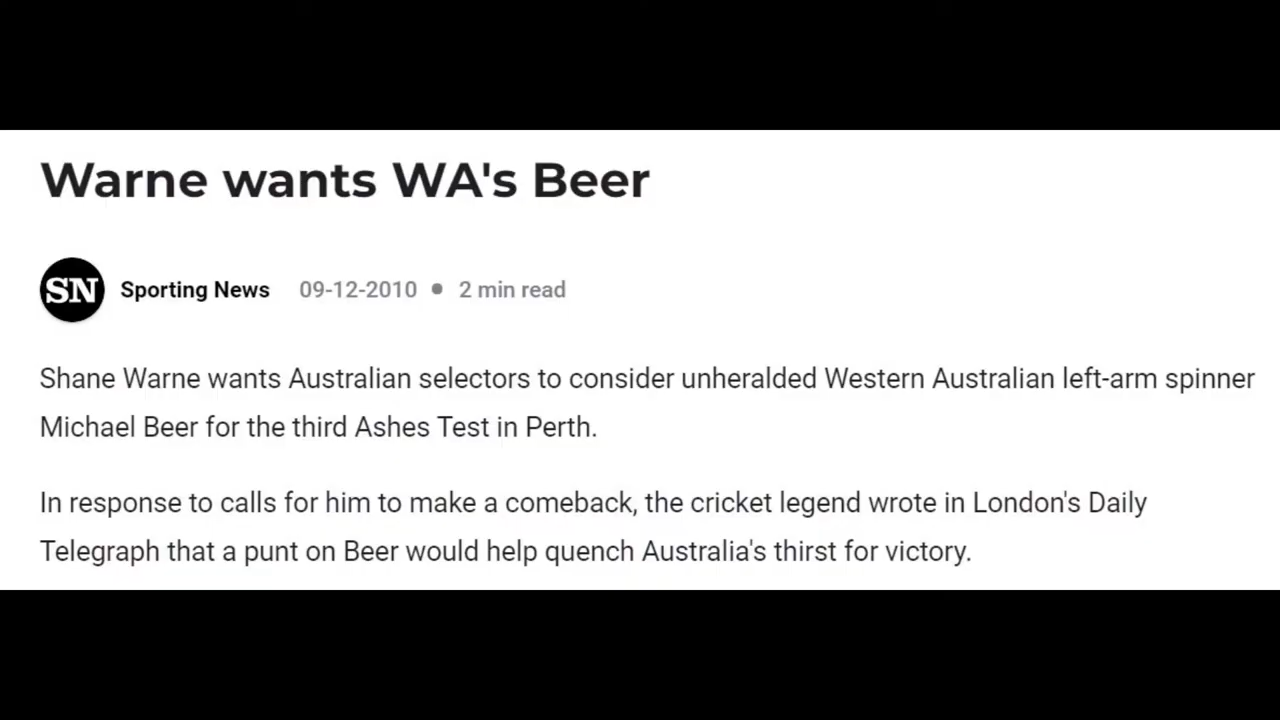 Warne wants WA's Beer
SN
Sporting News 09-12-2010 • 2 min read
Shane Warne wants Australian selectors to consider unheralded Western Australian left-arm spinner
Michael Beer for the third Ashes Test in Perth.
In response to calls for him to make a comeback, the cricket legend wrote in London's Daily
Telegraph that a punt on Beer would help quench Australia's thirst for victory.